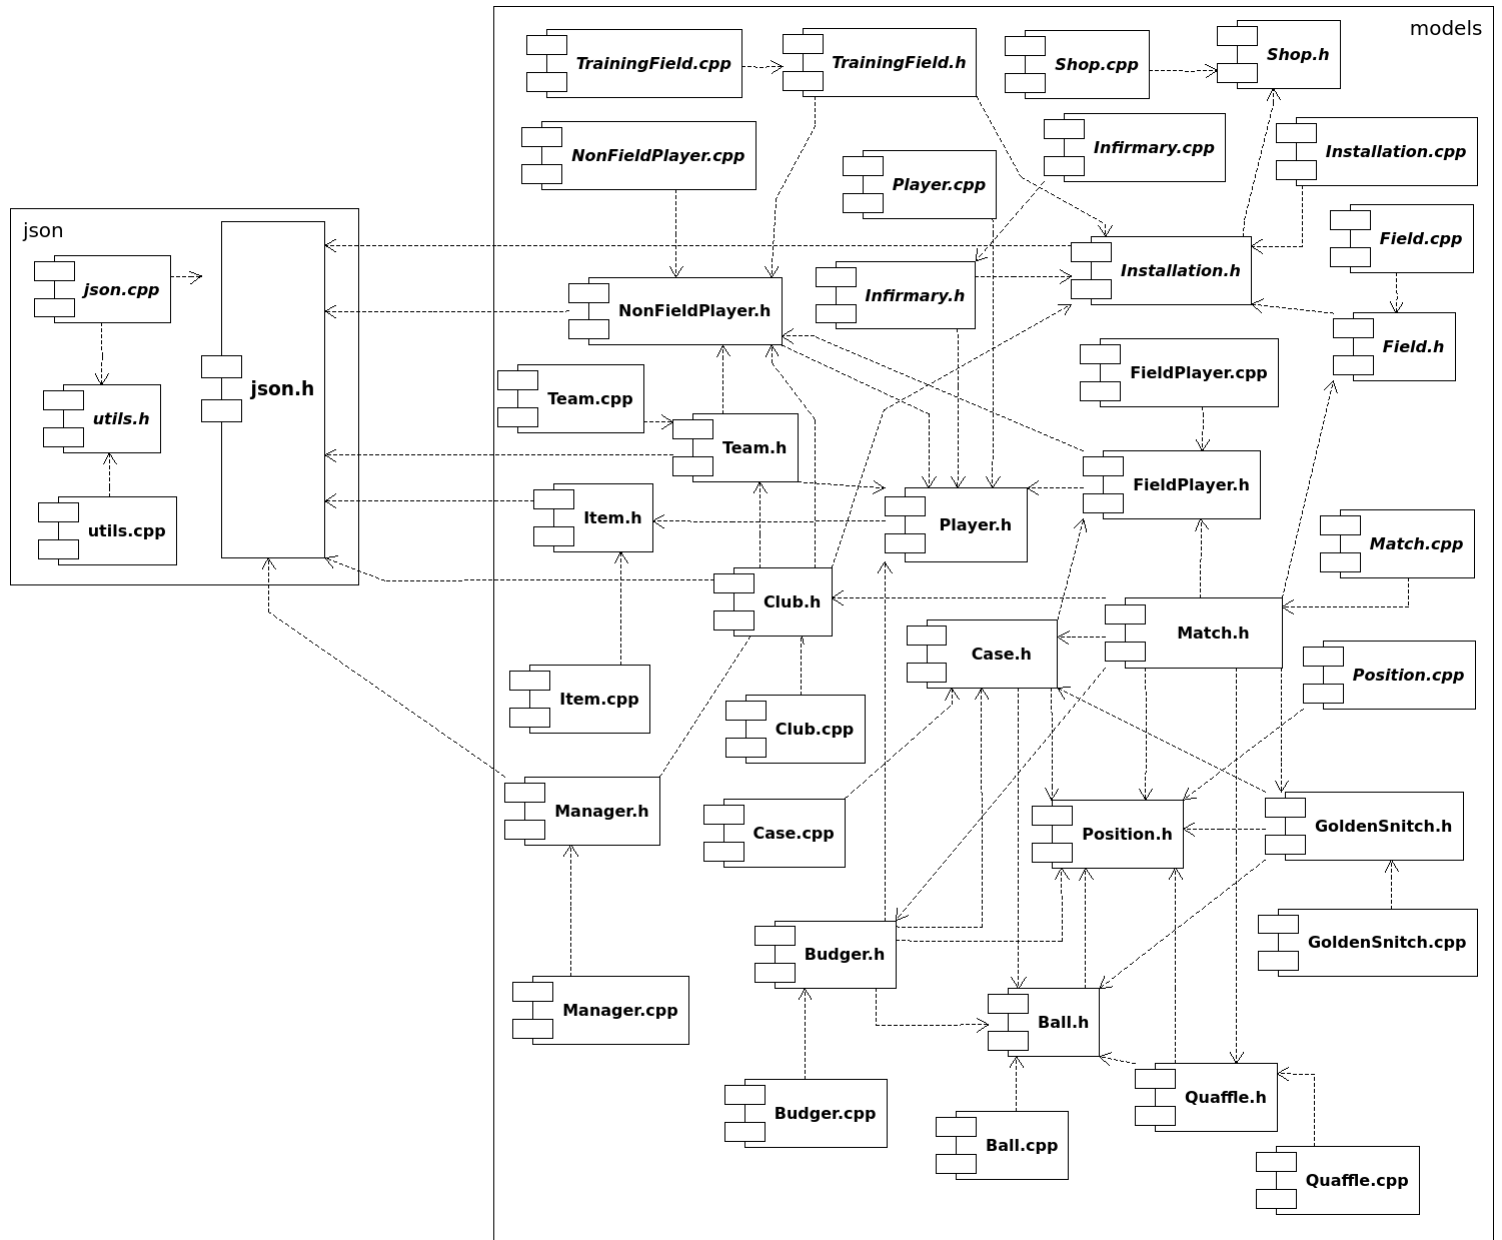 models
TrainingField.cpp
TrainingField.h
Shop.cpp
Shop.h
NonFieldPlayer.cpp
Player.cpp
Infirmary.cpp
Installation.cpp
json
json.cpp
utils.h
utils.cpp
json.h
NonFieldPlayer.h
Infirmary.h
Installation.h
Field.cpp
Field.h
Team.cpp
Team.h
FieldPlayer.cpp
FieldPlayer.h
Item.h
Player.h
Match.cpp
Club.h
Case.h
Match.h
Position.cpp
Item.cpp
Club.cpp
Manager.h
Case.cpp
Position.h
GoldenSnitch.h
Budger.h
GoldenSnitch.cpp
Manager.cpp
Ball.h
Budger.cpp
Quaffle.h
Ball.cpp
Quaffle.cpp